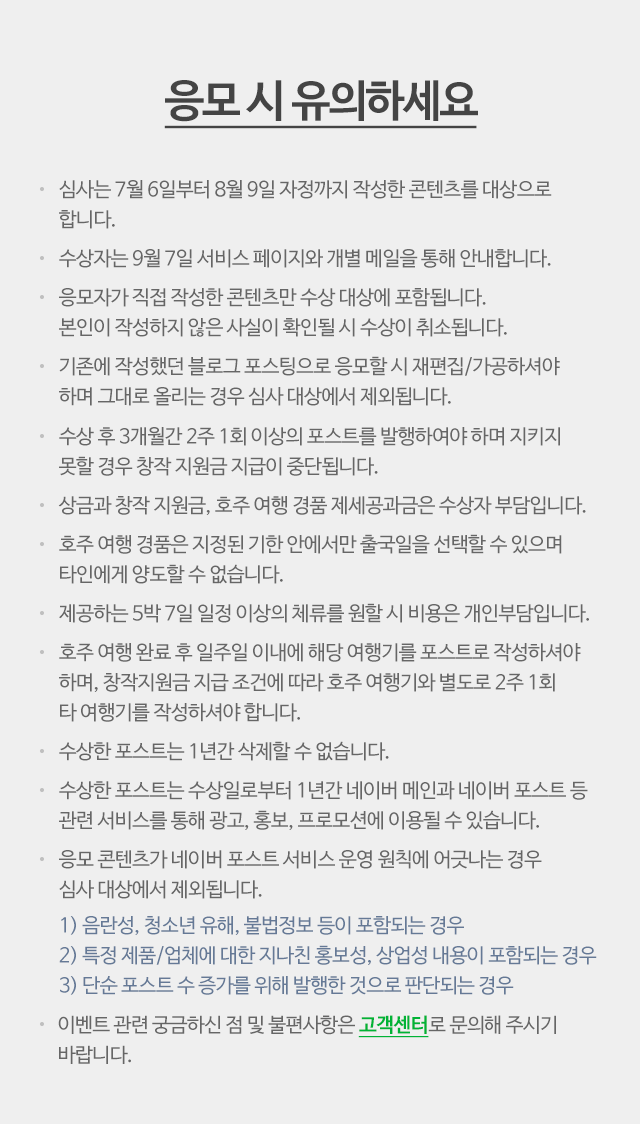 응모 시 유의하세요
· 심사는 7월 6일부터 8월 9일 자정까지 작성한 콘텐츠를 대상으로
합니다.
· 수상자는 9월 7일 서비스 페이지와 개별 메일을 통해 안내합니다.
· 응모자가 직접 작성한 콘텐츠만 수상 대상에 포함됩니다.
본인이 작성하지 않은 사실이 확인될 시 수상이 취소됩니다.
· 기존에 작성했던 블로그 포스팅으로 응모할 시 재편집/가공하셔야
하며 그대로 올리는 경우 심사 대상에서 제외됩니다.
· 수상 후 3개월간 2주 1회 이상의 포스트를 발행하여야 하며 지키지
못할 경우 창작 지원금 지급이 중단됩니다.
· 상금과 창작 지원금, 호주 여행 경품 제세공과금은 수상자 부담입니다.
· 호주 여행 경품은 지정된 기한 안에서만 출국일을 선택할 수 있으며
타인에게 양도할 수 없습니다.
· 제공하는 5박 7일 일정 이상의 체류를 원할 시 비용은 개인부담입니다.
· 호주 여행 완료 후 일주일 이내에 해당 여행기를 포스트로 작성하셔야
하며, 창작지원금 지급 조건에 따라 호주 여행기와 별도로 2주 1회
타 여행기를 작성하셔야 합니다.
· 수상한 포스트는 1년간 삭제할 수 없습니다.
· 수상한 포스트는 수상일로부터 1년간 네이버 메인과 네이버 포스트 등
관련 서비스를 통해 광고, 홍보, 프로모션에 이용될 수 있습니다.
· 응모 콘텐츠가 네이버 포스트 서비스 운영 원칙에 어긋나는 경우
심사 대상에서 제외됩니다.
1) 음란성, 청소년 유해, 불법정보 등이 포함되는 경우
2) 특정 제품/업체에 대한 지나친 홍보성, 상업성 내용이 포함되는 경우
3) 단순 포스트 수 증가를 위해 발행한 것으로 판단되는 경우
· 이벤트 관련 궁금하신 점 및 불편사항은 고객센터로 문의해 주시기
바랍니다.